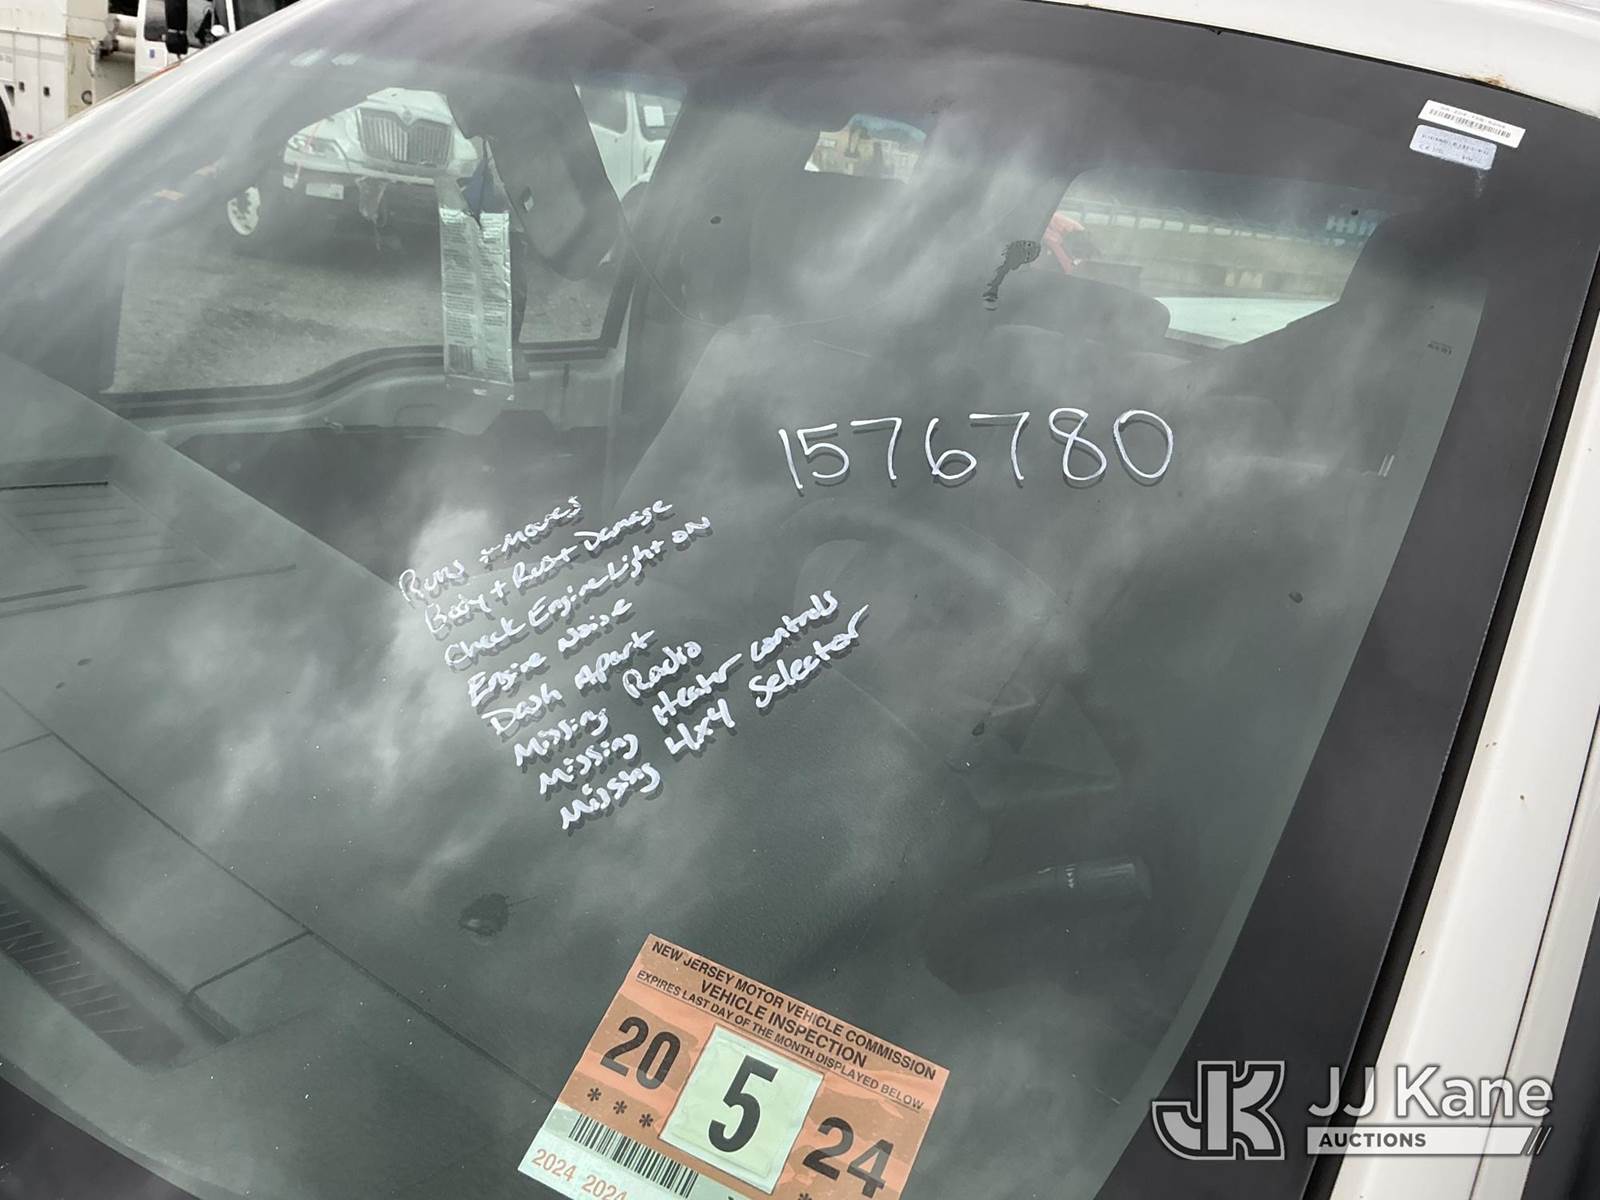 1576780
Runs + Moves
Body + Rust Damage
Check Engine Light on
Engine Noise
Dash Apart
Missing Radio
Missing Heater controls
Missing 4x4 Selector
NEW JERSEY MOTOR VEHICLE COMMISSION
VEHICLE INSPECTION
EXPIRES LAST DAY OF THE MONTH DISPLAYED BELOW
20 5 24
* * *
2024 2024
JK JJ Kane
AUCTIONS